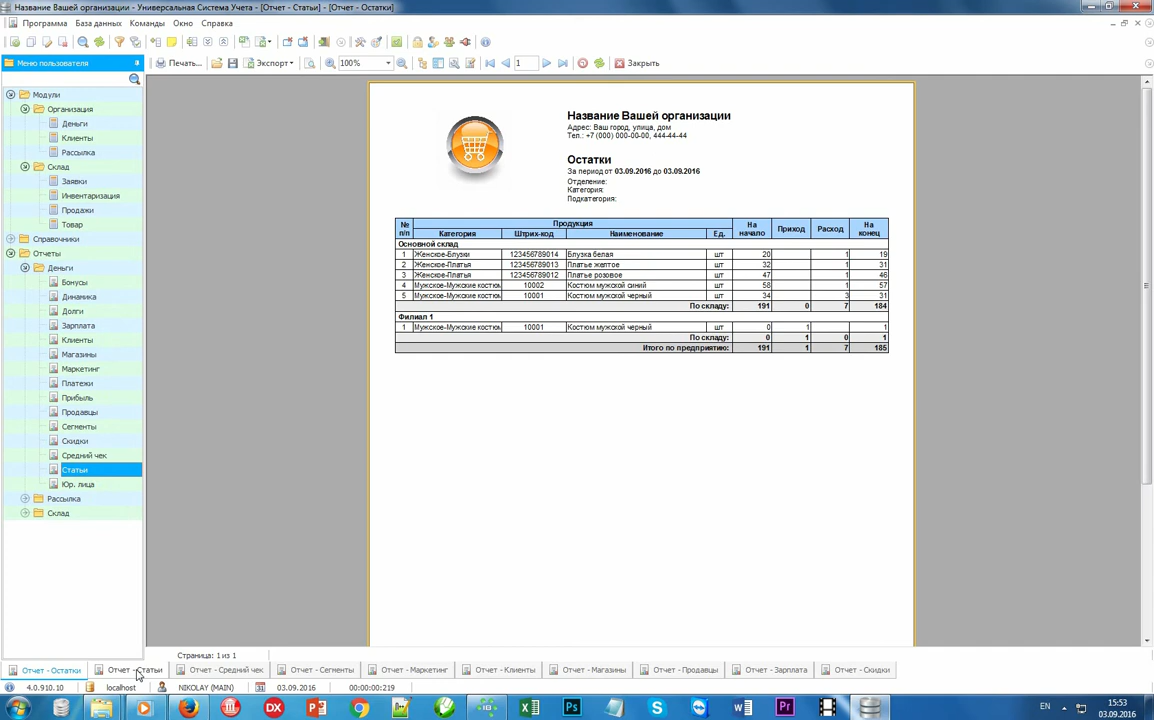 Название Вашей организации - Универсальная Система Учета - [Отчет - Статьи] - [Отчет - Остатки]
Программа База данных Команды Окно Справка
Меню пользователя Печать... Экспорт 100% 1 Закрыть
Модули
Организация
Деньги
Клиенты
Рассылка
Склад
Заявки
Инвентаризация
Продажи
Товар
Справочники
Отчеты
Деньги
Бонусы
Динамика
Долги
Зарплата
Клиенты
Магазины
Маркетинг
Платежи
Прибыль
Продавцы
Сегменты
Скидки
Средний чек
Статьи
Юр. лица
Рассылка
Склад
Название Вашей организации
Адрес: Ваш город, улица, дом
Тел.: +7 (000) 000-00-00, 444-44-44
Остатки
За период от 03.09.2016 до 03.09.2016
Отделение:
Категория:
Подкатегория:
№ п/п Продукция На начало Приход Расход На конец
Категория Штрих-код Наименование Ед.
Основной склад
1 Женское-Блузки 123456789014 Блузка белая шт 20 1 19
2 Женское-Платья 123456789013 Платье желтое шт 32 1 31
3 Женское-Платья 123456789012 Платье розовое шт 47 1 46
4 Мужское-Мужские костюм 10002 Костюм мужской синий шт 58 1 57
5 Мужское-Мужские костюм 10001 Костюм мужской черный шт 34 3 31
По складу: 191 0 7 184
Филиал 1
1 Мужское-Мужские костюм 10001 Костюм мужской черный шт 0 1 1
По складу: 0 1 0 1
Итого по предприятию: 191 1 7 185
Страница: 1 из 1
Отчет - Остатки Отчет - Статьи Отчет - Средний чек Отчет - Сегменты Отчет - Маркетинг Отчет - Клиенты Отчет - Магазины Отчет - Продавцы Отчет - Зарплата Отчет - Скидки
4.0.910.10 localhost NIKOLAY (MAIN) 03.09.2016 00:00:00:219
EN 15:53
03.09.2016